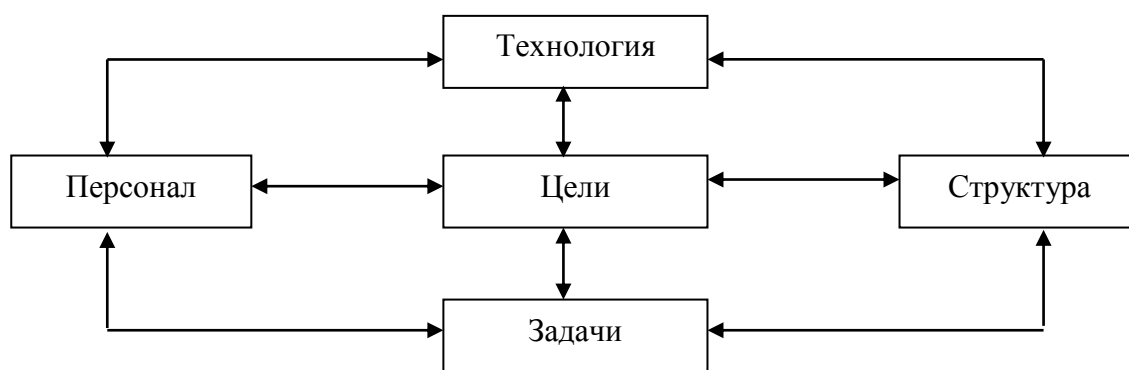 Технология
Персонал
Цели
Структура
Задачи